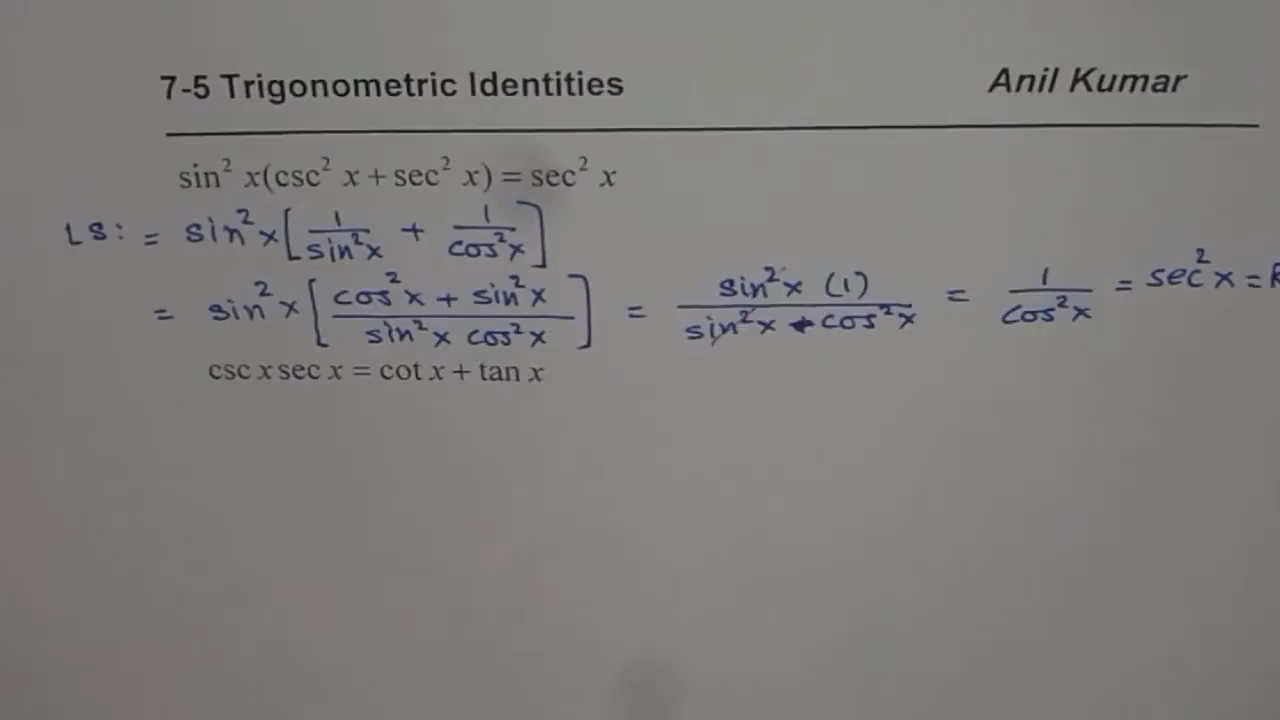 7-5 Trigonometric Identities Anil Kumar
sin² x(csc² x + sec² x) = sec² x
LS: = sin²x[1/sin²x + 1/cos²x]
= sin²x[(cos²x + sin²x)/(sin²x cos²x)] = (sin²x (1))/(sin²x · cos²x) = 1/cos²x = sec²x =
csc x sec x = cot x + tan x